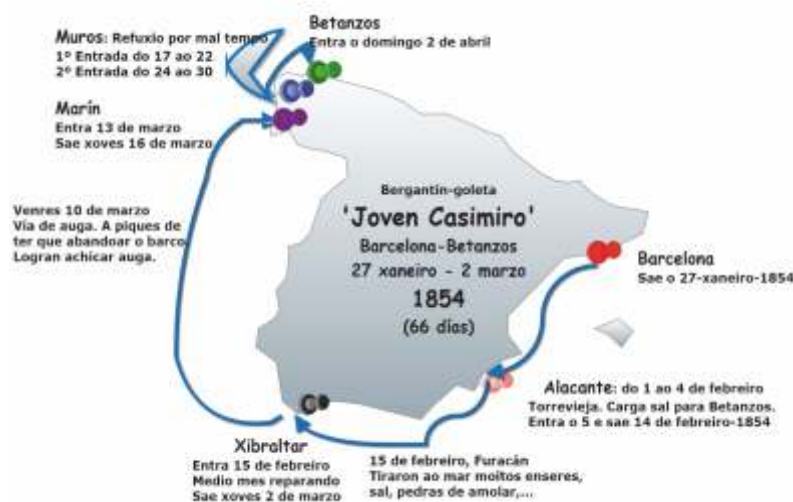 Betanzos
Entra o domingo 2 de abril
Muros: Refuxio por mal tempo
1º Entrada do 17 ao 22
2º Entrada do 24 ao 30
Marín
Entra 13 de marzo
Sae xoves 16 de marzo
Venres 10 de marzo
Vía de auga. A piques de
ter que abandoar o barco.
Logran achicar auga.
Bergantín-goleta
'Joven Casimiro'
Barcelona-Betanzos
27 xaneiro - 2 marzo
1854
(66 días)
Barcelona
Sae o 27-xaneiro-1854
Alacante: do 1 ao 4 de febreiro
Torrevieja. Carga sal para Betanzos.
Entra o 5 e sae 14 de febreiro-1854
Xibraltar
Entra 15 de febreiro
Medio mes reparando
Sae xoves 2 de marzo
15 de febreiro, Furacán
Tiraron ao mar moitos enseres,
sal, pedras de amolar,...